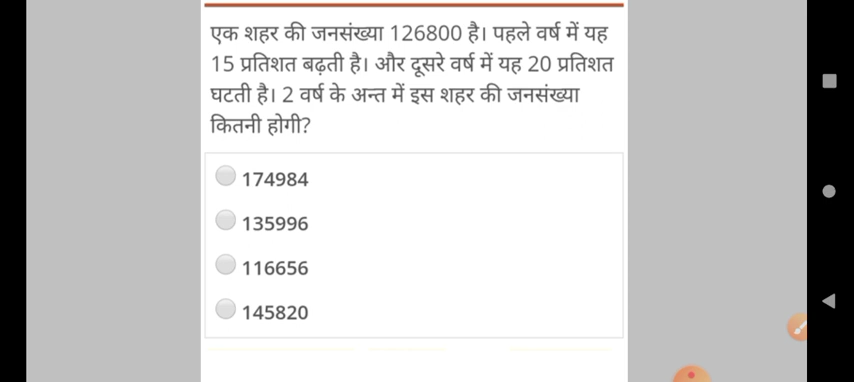 एक शहर की जनसंख्या 126800 है। पहले वर्ष में यह
15 प्रतिशत बढ़ती है। और दूसरे वर्ष में यह 20 प्रतिशत
घटती है। 2 वर्ष के अन्त में इस शहर की जनसंख्या
कितनी होगी?
174984
135996
116656
145820